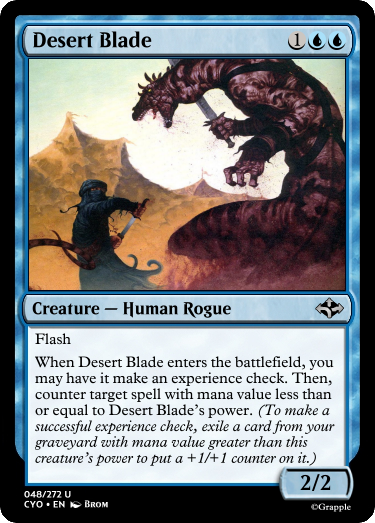 Desert Blade 1
Creature — Human Rogue
Flash
When Desert Blade enters the battlefield, you
may have it make an experience check. Then,
counter target spell with mana value less than
or equal to Desert Blade's power. (To make a
successful experience check, exile a card from your
graveyard with mana value greater than this
creature's power to put a +1/+1 counter on it.)
2/2
048/272 U
CYO • EN BROM
©Grapple